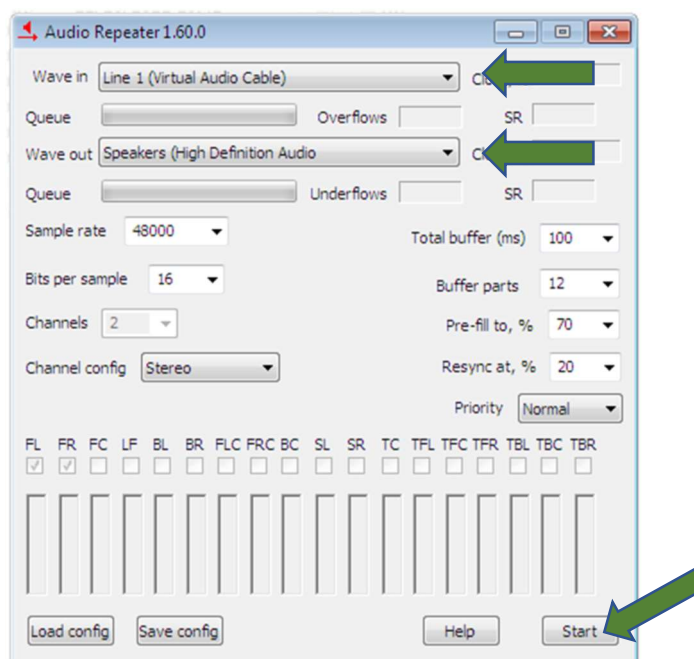 Audio Repeater 1.60.0
Wave in Line 1 (Virtual Audio Cable)
Queue Overflows SR
Wave out Speakers (High Definition Audio
Queue Underflows SR
Sample rate 48000 Total buffer (ms) 100
Bits per sample 16 Buffer parts 12
Channels 2 Pre-fill to, % 70
Channel config Stereo Resync at, % 20
Priority Normal
FL FR FC LF BL BR FLC FRC BC SL SR TC TFL TFC TFR TBL TBC TBR
Load config Save config Help Start